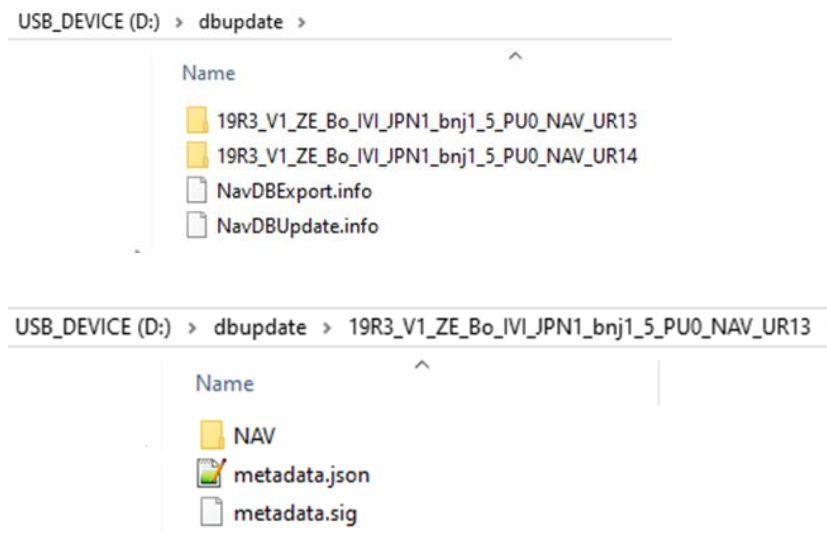 USB_DEVICE (D:) > dbupdate >
Name
19R3_V1_ZE_Bo_IVI_JPN1_bnj1_5_PU0_NAV_UR13
19R3_V1_ZE_Bo_IVI_JPN1_bnj1_5_PU0_NAV_UR14
NavDBExport.info
NavDBUpdate.info
USB_DEVICE (D:) > dbupdate > 19R3_V1_ZE_Bo_IVI_JPN1_bnj1_5_PU0_NAV_UR13
Name
NAV
metadata.json
metadata.sig